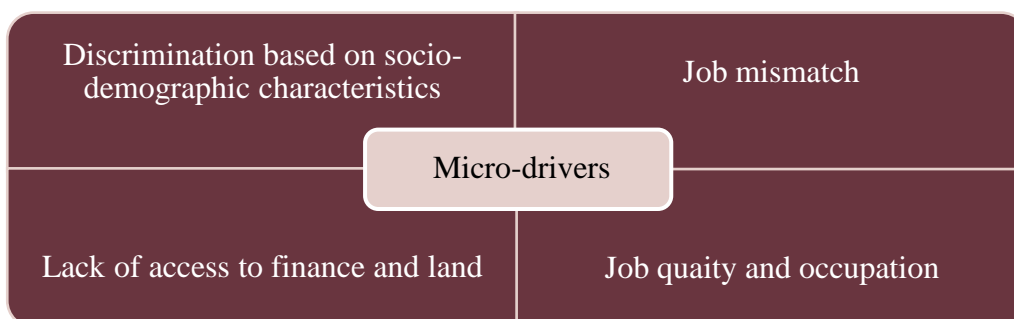 Discrimination based on socio-
demographic characteristics
Job mismatch
Micro-drivers
Lack of access to finance and land
Job quaity and occupation